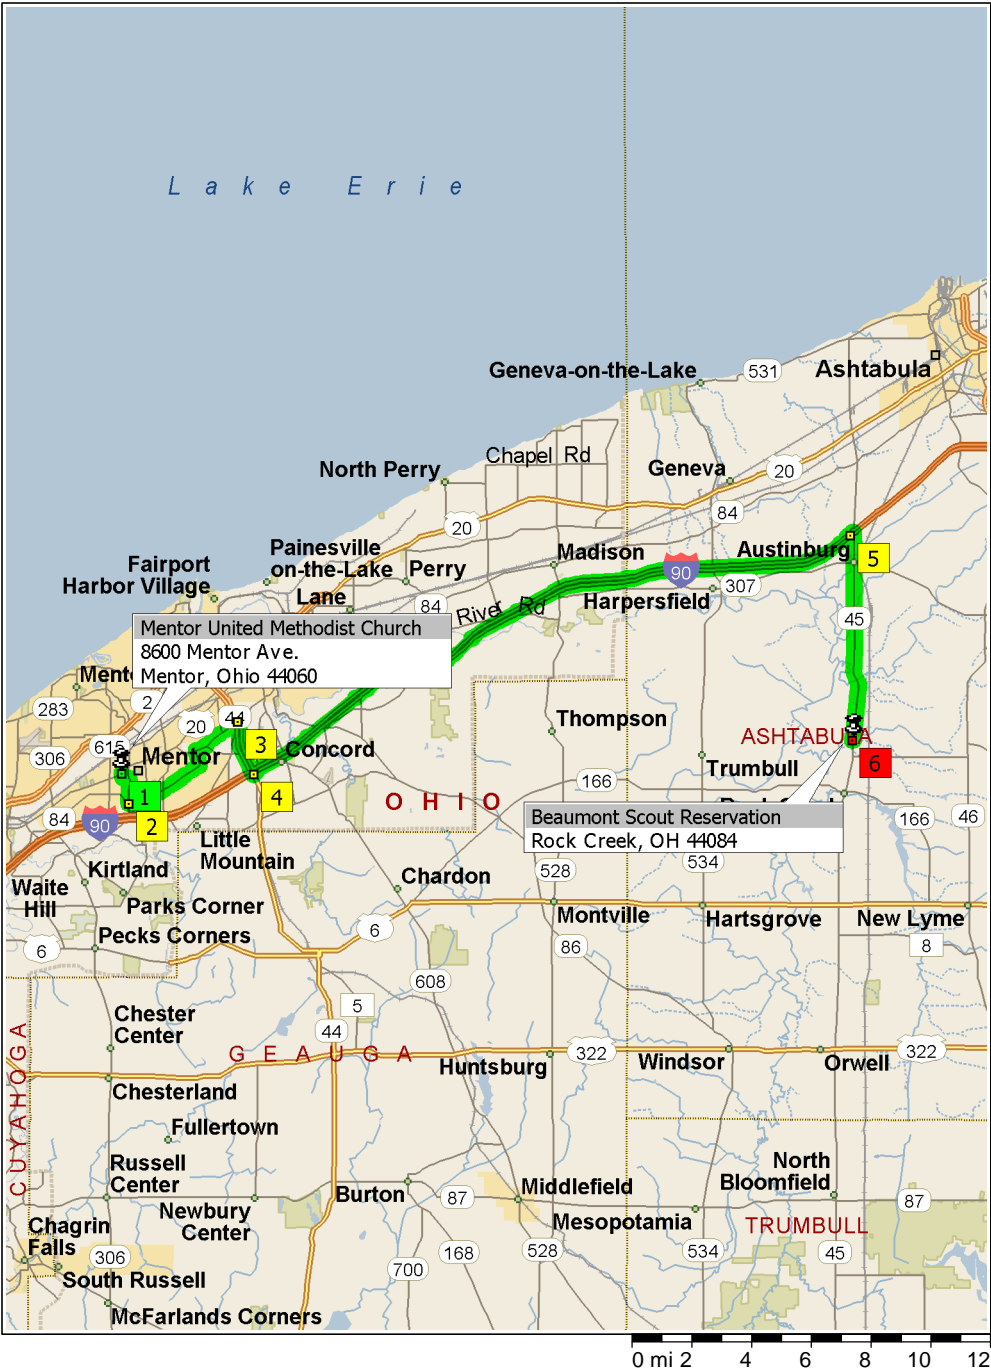 Lake Erie
Geneva-on-the-Lake
531
Ashtabula
Chapel Rd
North Perry
Geneva
20
84
20
Painesville
on-the-Lake
Perry
Madison
Austinburg
5
Fairport
Harbor Village
90
307
Lane
84
River Rd
Harpersfield
45
Mentor United Methodist Church
8600 Mentor Ave.
Mentor, Ohio 44060
283
2
20
44
Thompson
ASHTABULA
306
615
Mentor
3
Concord
6
Trumbull
166
1
4
OHIO
84
90
2
Beaumont Scout Reservation
Rock Creek, OH 44084
166
46
Little
Mountain
Kirtland
534
528
Chardon
Waite
Hill
Parks Corner
Montville
Hartsgrove
New Lyme
6
Pecks Corners
6
86
8
608
5
Chester
Center
44
CUYAHOGA
GEAUGA
Huntsburg
322
Windsor
Orwell
322
Chesterland
Fullertown
Russell
Center
North
Bloomfield
Burton
87
Middlefield
87
Newbury
Center
Mesopotamia
TRUMBULL
Chagrin
Falls
306
168
528
534
45
700
South Russell
McFarlands Corners
0 mi 2 4 6 8 10 12